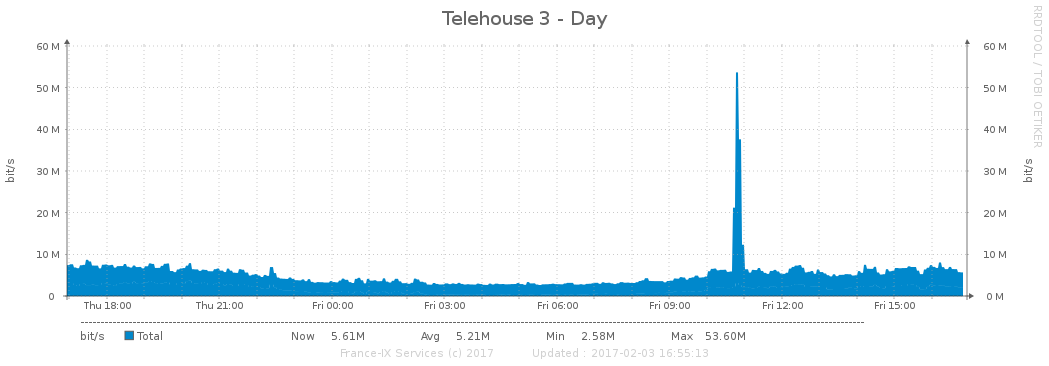 Telehouse 3 - Day
RRDTOOL / TOBI OETIKER
60 M 60 M
50 M 50 M
40 M 40 M
30 M 30 M
20 M 20 M
10 M 10 M
0 0 M
bit/s bit/s
Thu 18:00 Thu 21:00 Fri 00:00 Fri 03:00 Fri 06:00 Fri 09:00 Fri 12:00 Fri 15:00
bit/s Total Now 5.61M Avg 5.21M Min 2.58M Max 53.60M
France-IX Services (c) 2017 Updated : 2017-02-03 16:55:13